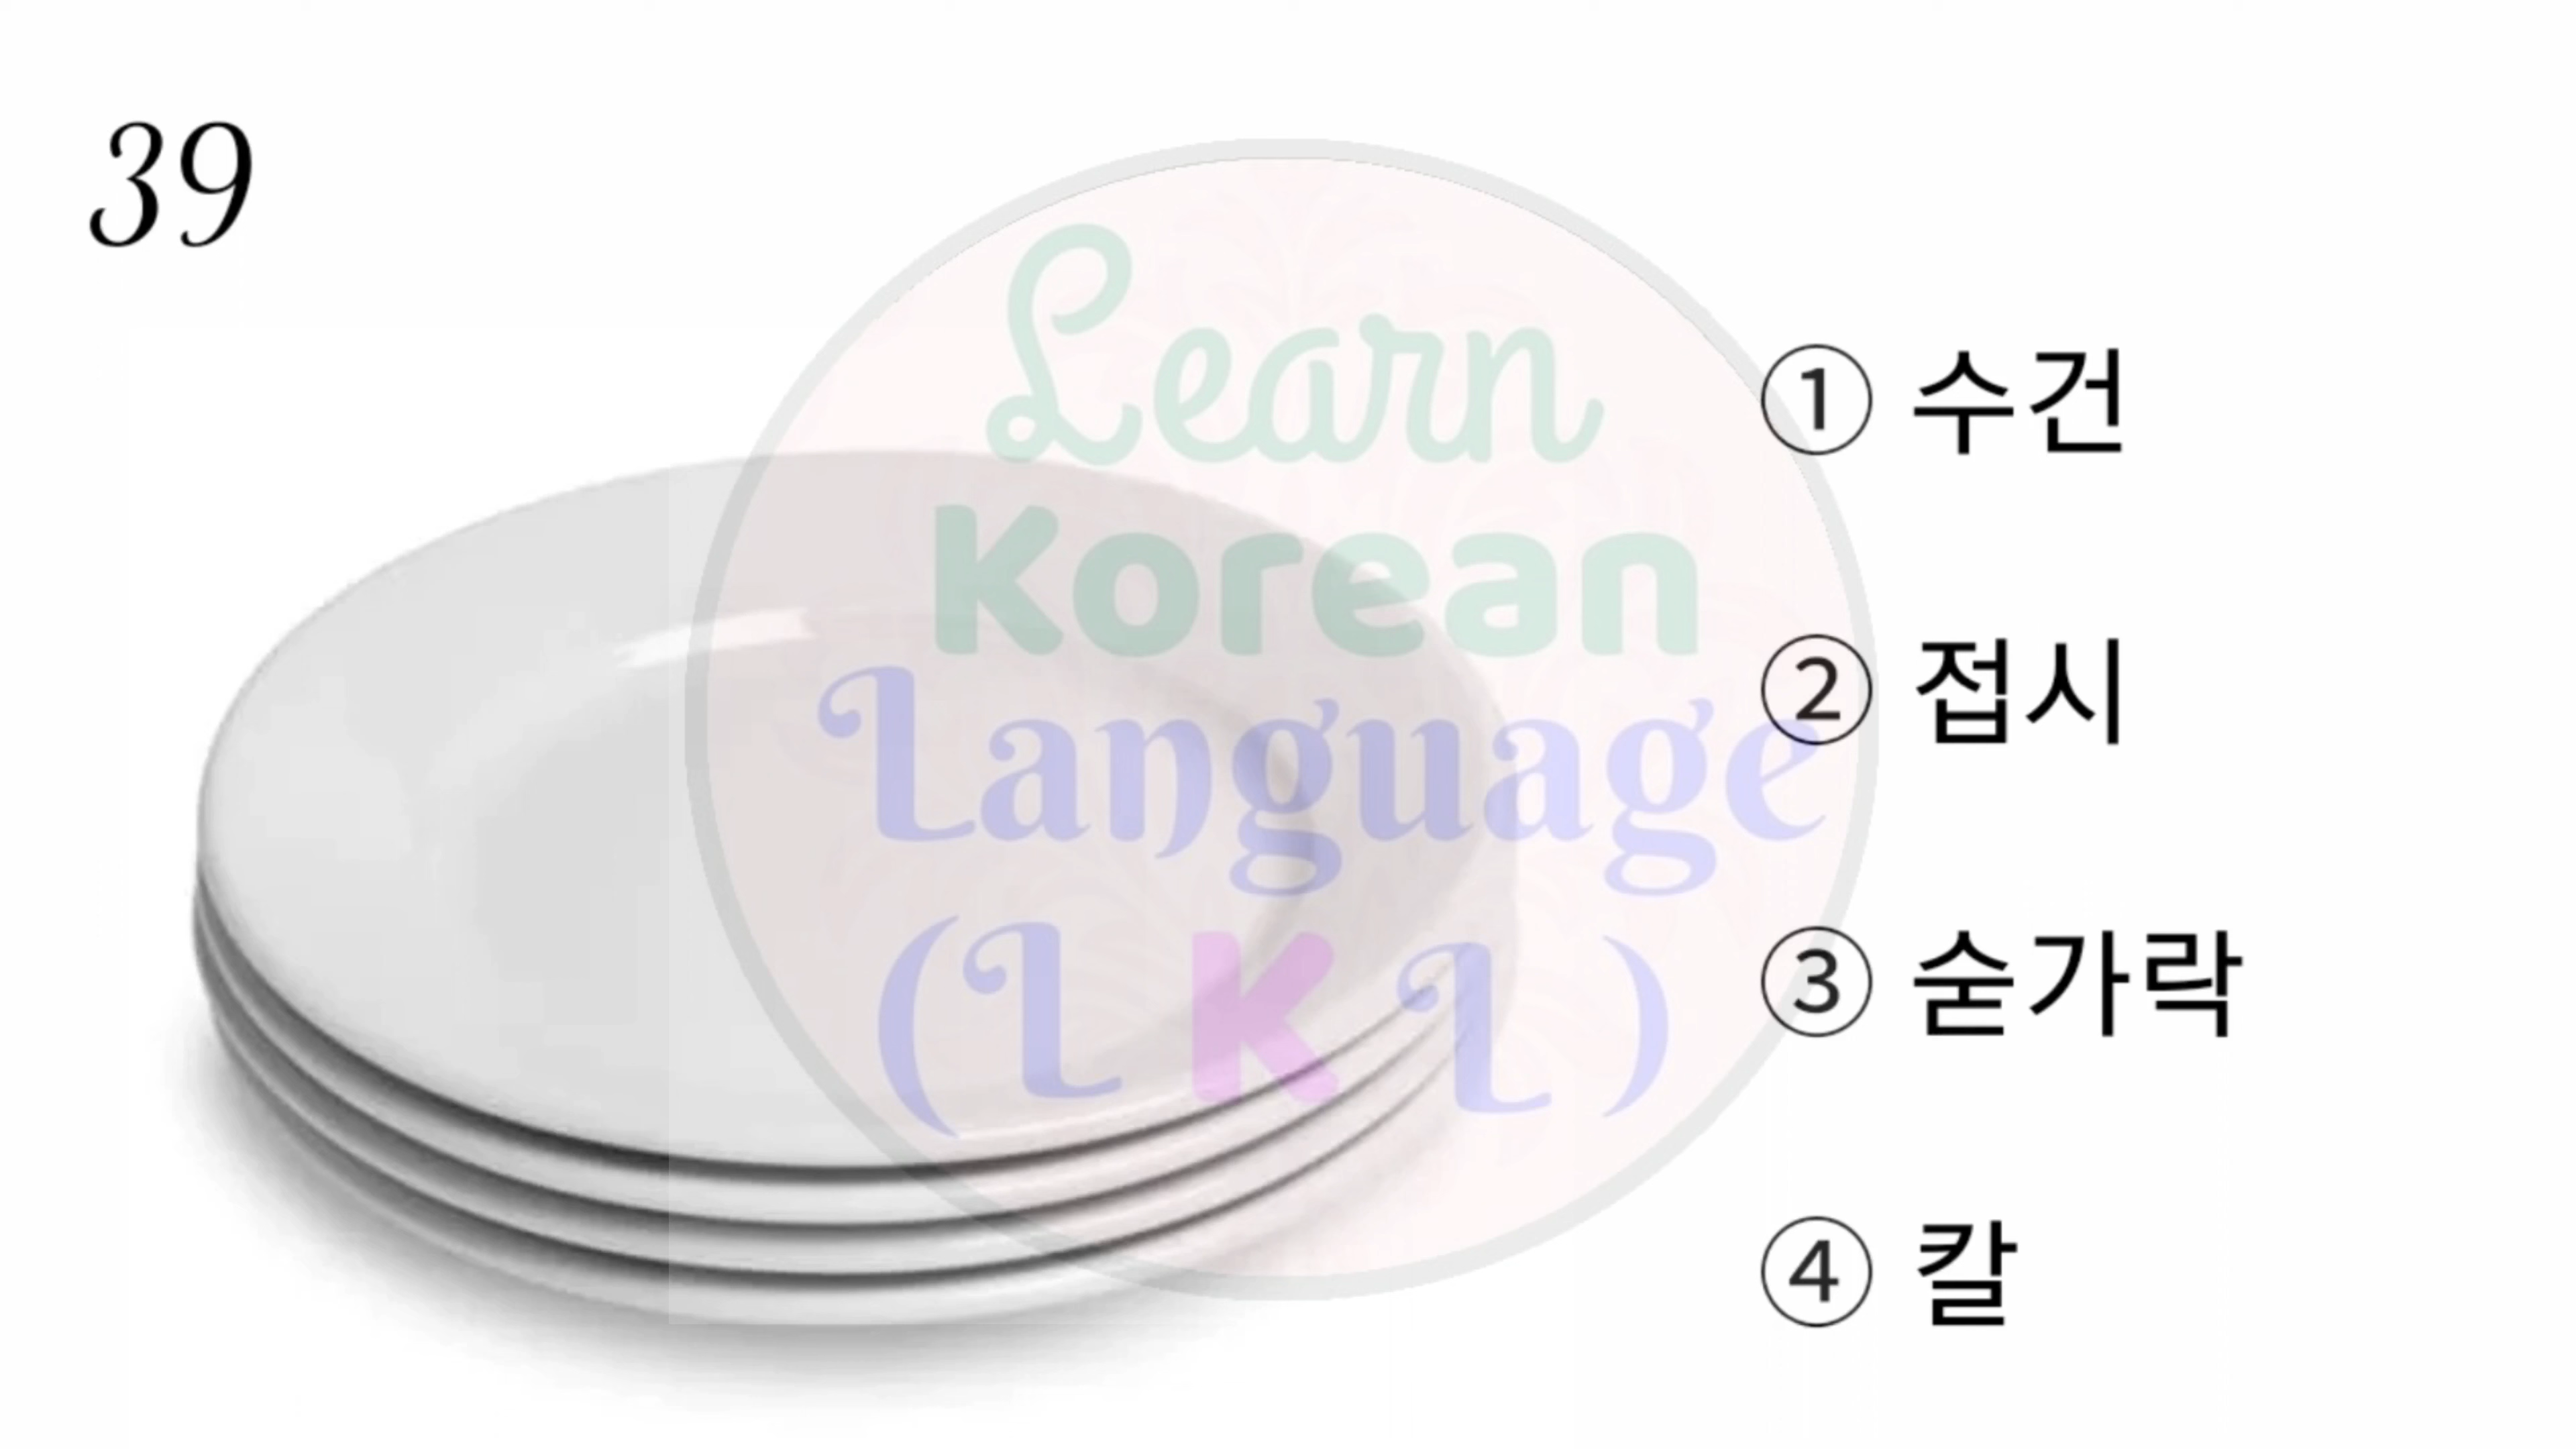 39
Learn
Korean
Language
(LKL)
① 수건
② 접시
③ 숟가락
④ 칼